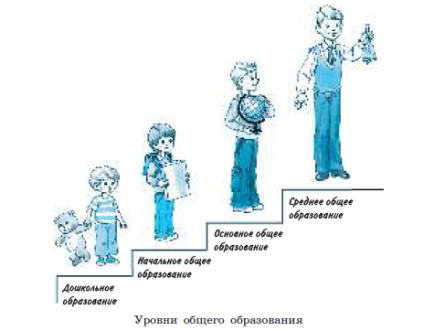 Среднее общее
образование
Основное общее
образование
Начальное общее
образование
Дошкольное
образование
Уровни общего образования